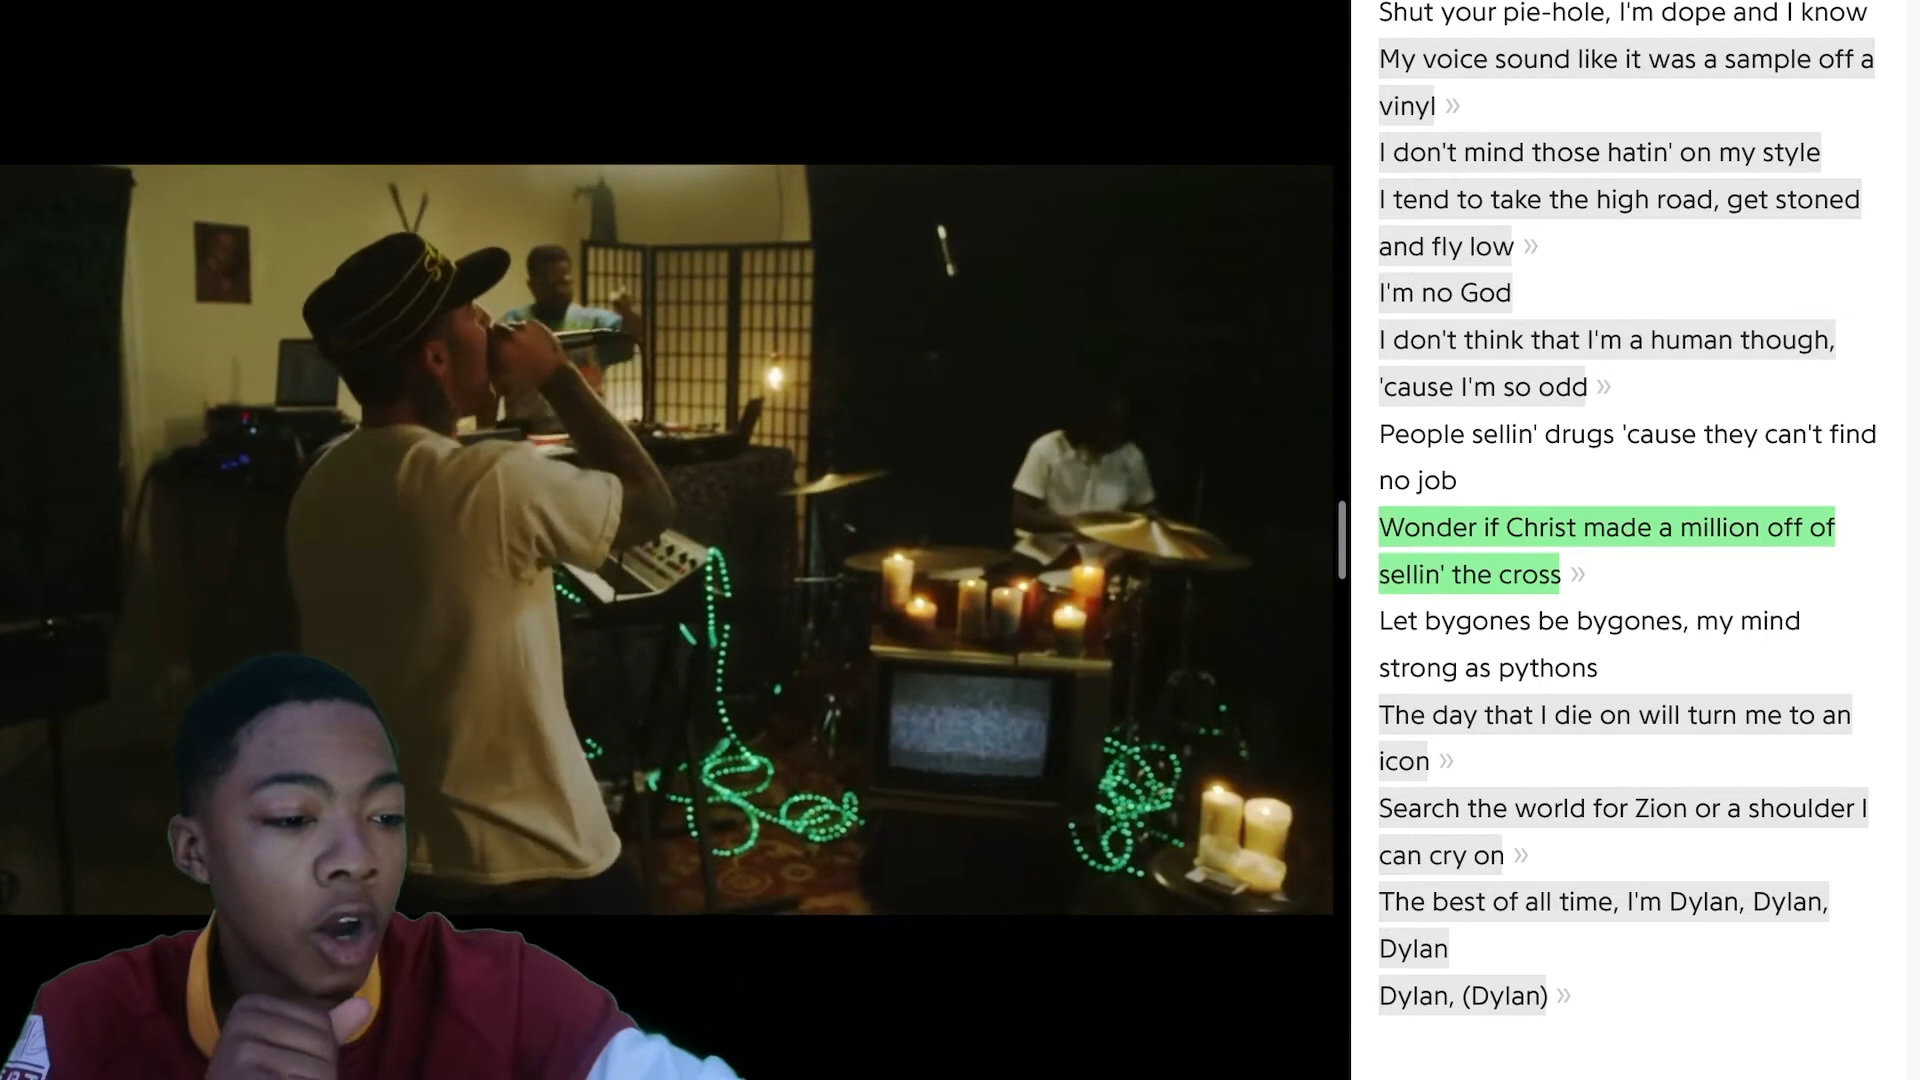 Shut your pie-hole, I'm dope and I know
My voice sound like it was a sample off a
vinyl »
I don't mind those hatin' on my style
I tend to take the high road, get stoned
and fly low »
I'm no God
I don't think that I'm a human though,
'cause I'm so odd »
People sellin' drugs 'cause they can't find
no job
Wonder if Christ made a million off of
sellin' the cross »
Let bygones be bygones, my mind
strong as pythons
The day that I die on will turn me to an
icon »
Search the world for Zion or a shoulder I
can cry on »
The best of all time, I'm Dylan, Dylan,
Dylan
Dylan, (Dylan) »